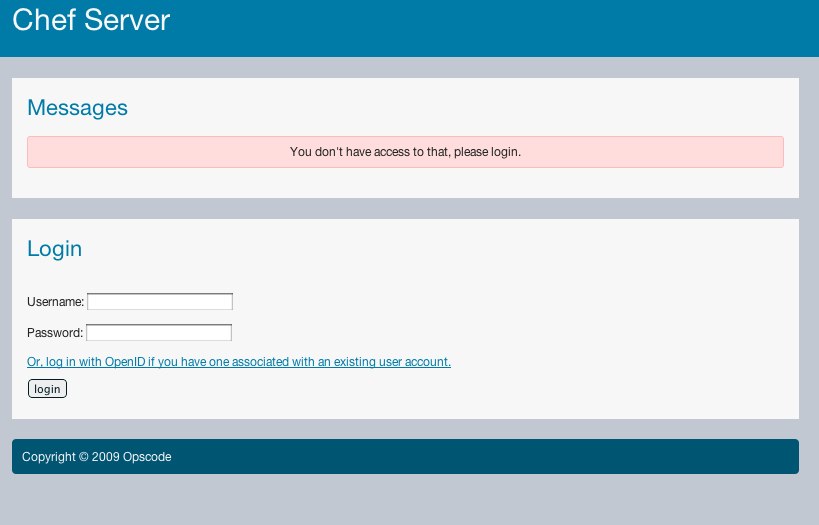 Chef Server
Messages
You don't have access to that, please login.
Login
Username:
Password:
Or, log in with OpenID if you have one associated with an existing user account.
login
Copyright © 2009 Opscode